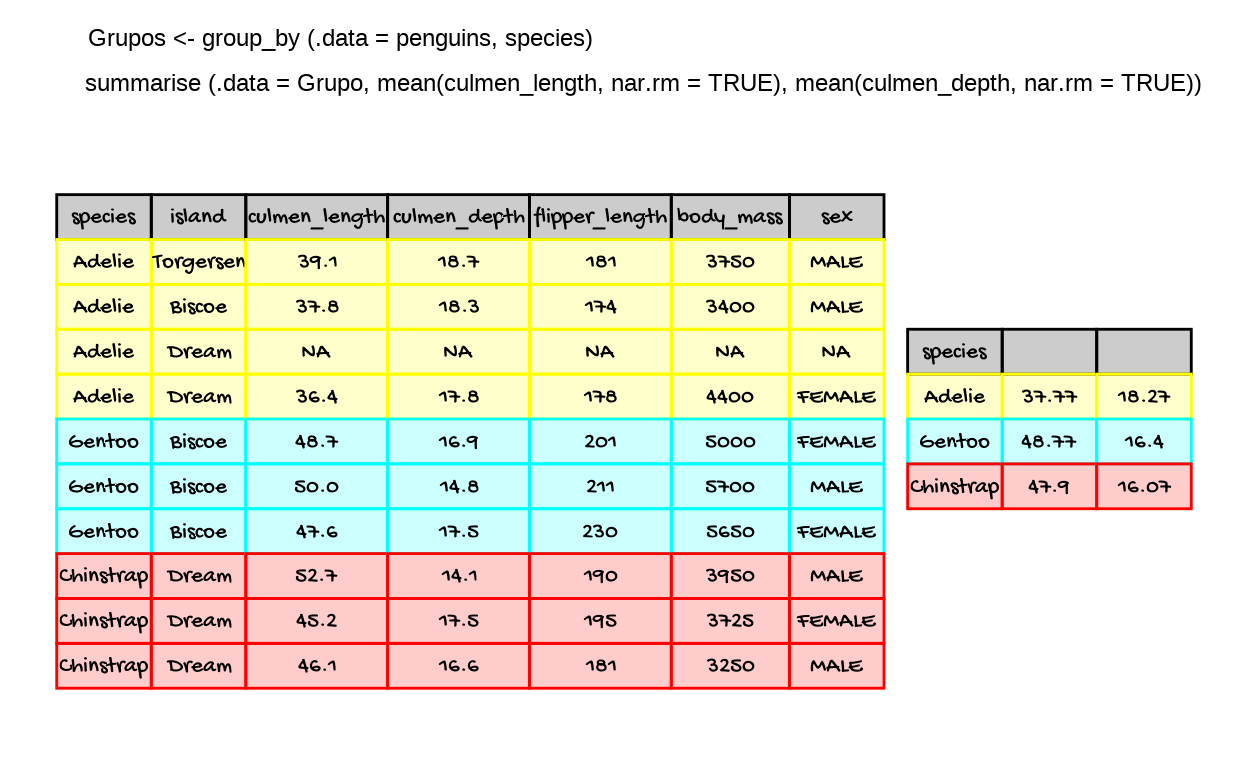 Grupos <- group_by (.data = penguins, species)
summarise (.data = Grupo, mean(culmen_length, nar.rm = TRUE), mean(culmen_depth, nar.rm = TRUE))
species island culmen_length culmen_depth flipper_length body_mass sex
Adelie Torgersen 39.1 18.7 181 3750 MALE
Adelie Biscoe 37.8 18.3 174 3400 MALE
Adelie Dream NA NA NA NA NA
Adelie Dream 36.4 17.8 178 4400 FEMALE
Gentoo Biscoe 48.7 16.9 201 5000 FEMALE
Gentoo Biscoe 50.0 14.8 211 5700 MALE
Gentoo Biscoe 47.6 17.5 230 5650 FEMALE
Chinstrap Dream 52.7 14.1 190 3950 MALE
Chinstrap Dream 45.2 17.5 195 3725 FEMALE
Chinstrap Dream 46.1 16.6 181 3250 MALE
species
Adelie 37.77 18.27
Gentoo 48.77 16.4
Chinstrap 47.9 16.07